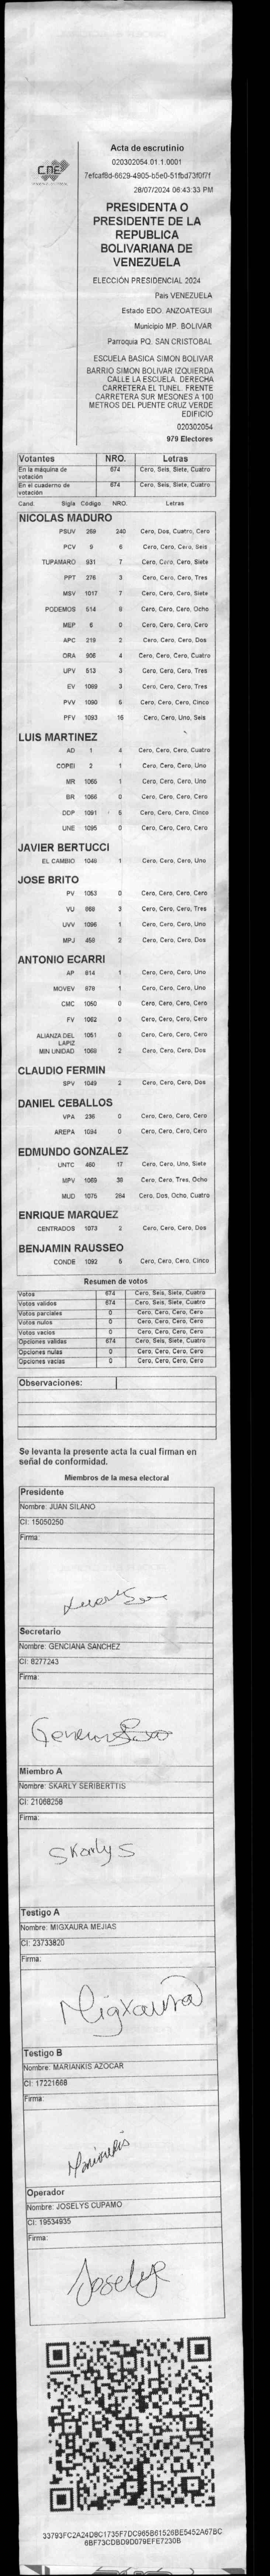 CNE
Acta de escrutinio
020302054.01.1.0001
28/07/2024 06:43:33 PM
PRESIDENTA O
PRESIDENTE DE LA
REPUBLICA
BOLIVARIANA DE
VENEZUELA
ELECCIÓN PRESIDENCIAL 2024
País VENEZUELA
Estado EDO. ANZOATEGUI
Municipio MP. BOLIVAR
Parroquia PQ. SAN CRISTOBAL
ESCUELA BASICA SIMON BOLIVAR
BARRIO SIMON BOLIVAR IZQUIERDA
CALLE LA ESCUELA. DERECHA
CARRETERA EL TUNEL. FRENTE
CARRETERA SUR MESONES A 100
METROS DEL PUENTE CRUZ VERDE
EDIFICIO
020302054
979 Electores
Votantes NRO. Letras
En la máquina de votación 674 Cero, Seis, Siete, Cuatro
En el cuaderno de votación 674 Cero, Seis, Siete, Cuatro
Cand. Sigla Código NRO. Letras
NICOLAS MADURO
PSUV 269 240 Cero, Dos, Cuatro, Cero
PCV 9 6 Cero, Cero, Cero, Seis
TUPAMARO 931 7 Cero, Cero, Cero, Siete
PPT 276 3 Cero, Cero, Cero, Tres
MSV 1017 7 Cero, Cero, Cero, Siete
PODEMOS 514 8 Cero, Cero, Cero, Ocho
MEP 6 0 Cero, Cero, Cero, Cero
APC 219 2 Cero, Cero, Cero, Dos
ORA 906 4 Cero, Cero, Cero, Cuatro
UPV 513 3 Cero, Cero, Cero, Tres
EV 1089 3 Cero, Cero, Cero, Tres
PVV 1090 5 Cero, Cero, Cero, Cinco
PFV 1093 16 Cero, Cero, Uno, Seis
LUIS MARTINEZ
AD 1 4 Cero, Cero, Cero, Cuatro
COPEI 2 1 Cero, Cero, Cero, Uno
MR 1065 1 Cero, Cero, Cero, Uno
BR 1066 0 Cero, Cero, Cero, Cero
DDP 1091 5 Cero, Cero, Cero, Cinco
UNE 1095 0 Cero, Cero, Cero, Cero
JAVIER BERTUCCI
EL CAMBIO 1046 1 Cero, Cero, Cero, Uno
JOSE BRITO
PV 1053 0 Cero, Cero, Cero, Cero
VU 668 3 Cero, Cero, Cero, Tres
UVV 1096 1 Cero, Cero, Cero, Uno
MPJ 458 2 Cero, Cero, Cero, Dos
ANTONIO ECARRI
AP 814 1 Cero, Cero, Cero, Uno
MOVEV 878 1 Cero, Cero, Cero, Uno
CMC 1050 0 Cero, Cero, Cero, Cero
FV 1062 0 Cero, Cero, Cero, Cero
ALIANZA DEL LAPIZ 1051 0 Cero, Cero, Cero, Cero
MIN UNIDAD 1068 2 Cero, Cero, Cero, Dos
CLAUDIO FERMIN
SPV 1049 2 Cero, Cero, Cero, Dos
DANIEL CEBALLOS
VPA 236 0 Cero, Cero, Cero, Cero
AREPA 1094 0 Cero, Cero, Cero, Cero
EDMUNDO GONZALEZ
UNTC 460 17 Cero, Cero, Uno, Siete
MPV 1069 38 Cero, Cero, Tres, Ocho
MUD 1075 284 Cero, Dos, Ocho, Cuatro
ENRIQUE MARQUEZ
CENTRADOS 1073 2 Cero, Cero, Cero, Dos
BENJAMIN RAUSSEO
CONDE 1092 5 Cero, Cero, Cero, Cinco
Resumen de votos
Votos 674 Cero, Seis, Siete, Cuatro
Votos validos 674 Cero, Seis, Siete, Cuatro
Votos parciales 0 Cero, Cero, Cero, Cero
Votos nulos 0 Cero, Cero, Cero, Cero
Votos vacios 0 Cero, Cero, Cero, Cero
Opciones validas 674 Cero, Seis, Siete, Cuatro
Opciones nulas 0 Cero, Cero, Cero, Cero
Opciones vacias 0 Cero, Cero, Cero, Cero
Observaciones:
Se levanta la presente acta la cual firman en
señal de conformidad.
Miembros de la mesa electoral
Presidente
Nombre: JUAN SILANO
CI: 15050250
Firma:
Secretario
Nombre: GENCIANA SANCHEZ
CI: 8277243
Firma:
Miembro A
Nombre: SKARLY SERIBERTTIS
CI: 21068258
Firma:
Skarly S
Testigo A
Nombre: MIGXAURA MEJIAS
CI: 23733820
Firma:
Migxaura
Testigo B
Nombre: MARIANKIS AZOCAR
CI: 17221668
Firma:
Operador
Nombre: JOSELYS CUPAMO
CI: 19534935
Firma:
Joselys